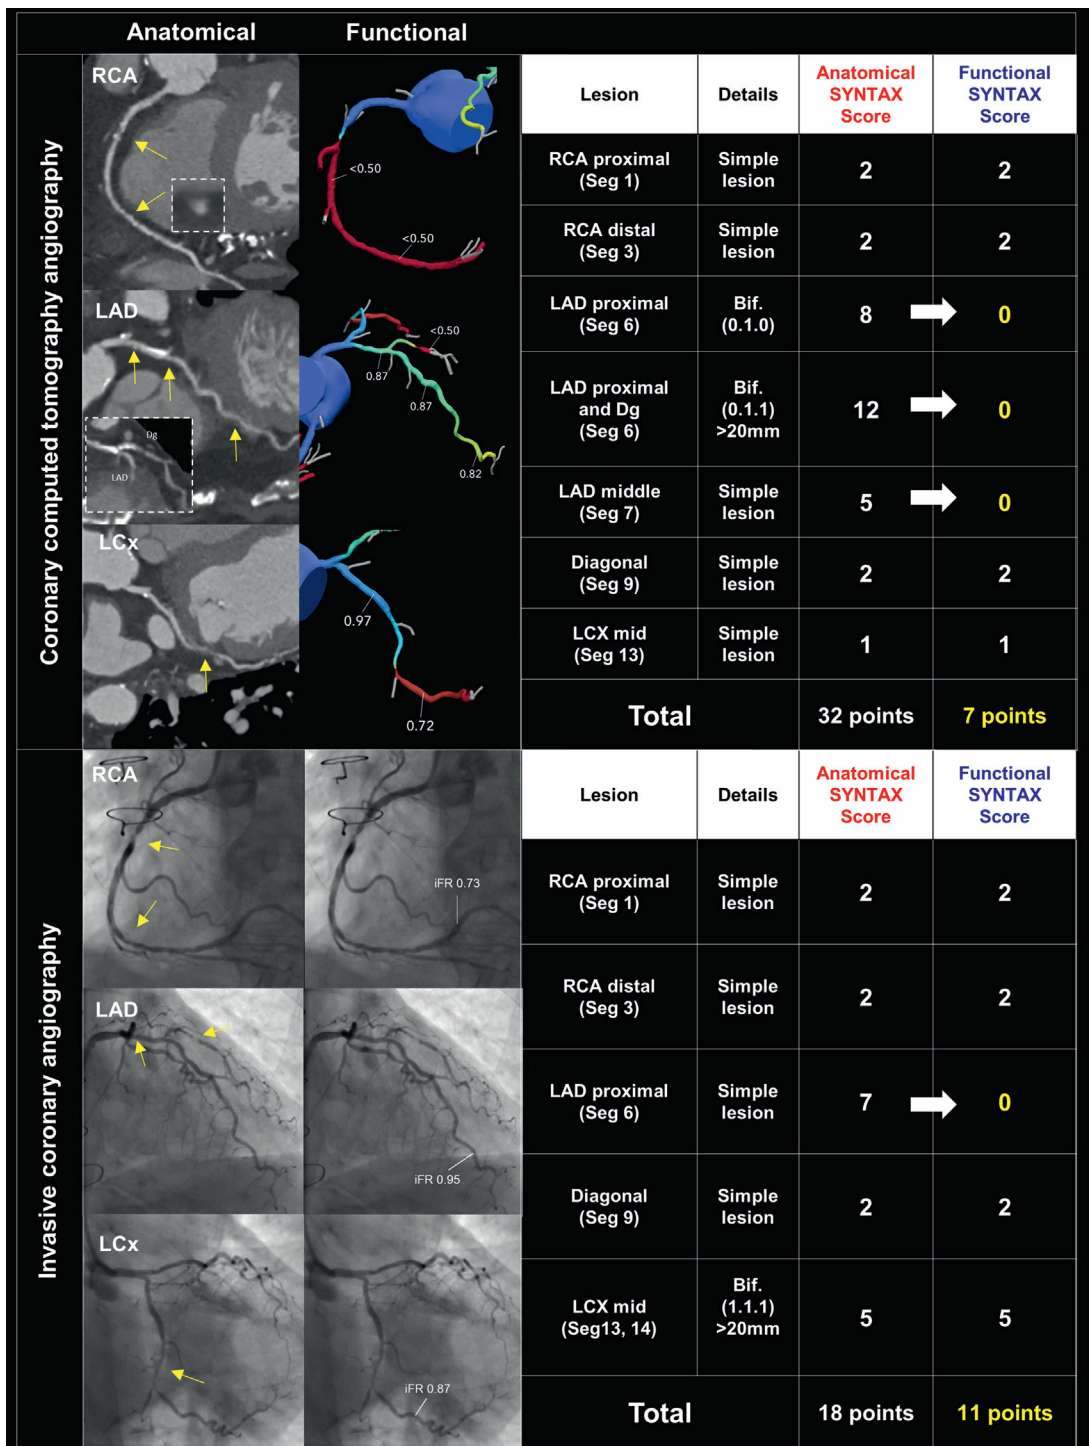 Anatomical
Functional
Coronary computed tomography angiography
RCA
<0.50
<0.50
LAD
Dg
LAD
<0.50
0.87
0.87
0.82
LCx
0.97
0.72
Lesion
Details
Anatomical
SYNTAX
Score
Functional
SYNTAX
Score
RCA proximal
(Seg 1)
Simple
lesion
2
2
RCA distal
(Seg 3)
Simple
lesion
2
2
LAD proximal
(Seg 6)
Bif.
(0.1.0)
8
0
LAD proximal
and Dg
(Seg 6)
Bif.
(0.1.1)
>20mm
12
0
LAD middle
(Seg 7)
Simple
lesion
5
0
Diagonal
(Seg 9)
Simple
lesion
2
2
LCX mid
(Seg 13)
Simple
lesion
1
1
Total
32 points
7 points
Invasive coronary angiography
RCA
iFR 0.73
LAD
iFR 0.95
LCx
iFR 0.87
Lesion
Details
Anatomical
SYNTAX
Score
Functional
SYNTAX
Score
RCA proximal
(Seg 1)
Simple
lesion
2
2
RCA distal
(Seg 3)
Simple
lesion
2
2
LAD proximal
(Seg 6)
Simple
lesion
7
0
Diagonal
(Seg 9)
Simple
lesion
2
2
LCX mid
(Seg13, 14)
Bif.
(1.1.1)
>20mm
5
5
Total
18 points
11 points